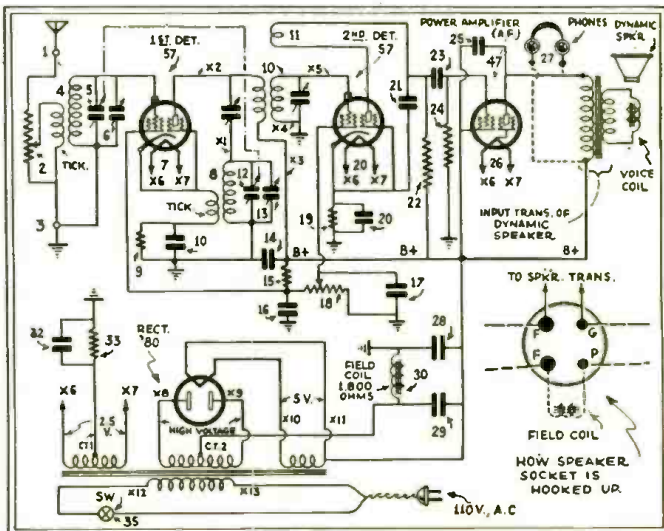 POWER AMPLIFIER (A.F.)
PHONES
DYNAMIC
SPKR.
1ST. DET.
57
2ND. DET.
57
47
1
2
3
4
5
6
TICK.
7
X6
X7
X2
X1
8
TICK
9
10
10
11
X5
X4
X3
12
13
14
15
16
17
18
19
20
20
X6
X7
21
22
23
24
25
26
X6
X7
27
B+
B+
B+
VOICE
COIL
INPUT TRANS. OF
DYNAMIC
SPEAKER
32
33
X6
X7
2.5
V.
CT.1
RECT.
80
X8
X9
HIGH VOLTAGE
CT.2
5 V.
X10
X11
FIELD
COIL
1,800
OHMS
30
28
29
X12
X13
SW
35
110V., A.C
TO SPKR. TRANS.
F
G
F
P
FIELD COIL
HOW SPEAKER
SOCKET IS
HOOKED UP.